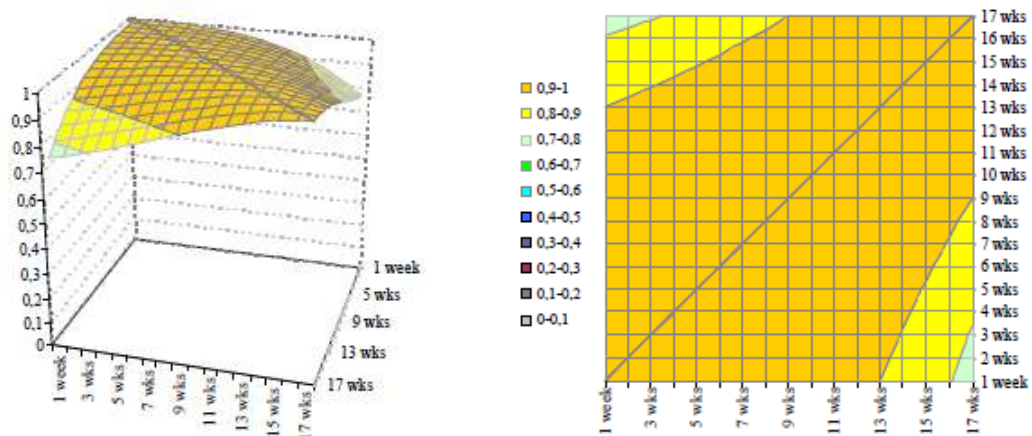 1
0,9
0,8
0,7
0,6
0,5
0,4
0,3
0,2
0,1
0
1 week
3 wks
5 wks
7 wks
9 wks
11 wks
13 wks
15 wks
17 wks
1 week
5 wks
9 wks
13 wks
17 wks
0,9-1
0,8-0,9
0,7-0,8
0,6-0,7
0,5-0,6
0,4-0,5
0,3-0,4
0,2-0,3
0,1-0,2
0-0,1
17 wks
16 wks
15 wks
14 wks
13 wks
12 wks
11 wks
10 wks
9 wks
8 wks
7 wks
6 wks
5 wks
4 wks
3 wks
2 wks
1 week
1 week
3 wks
5 wks
7 wks
9 wks
11 wks
13 wks
15 wks
17 wks